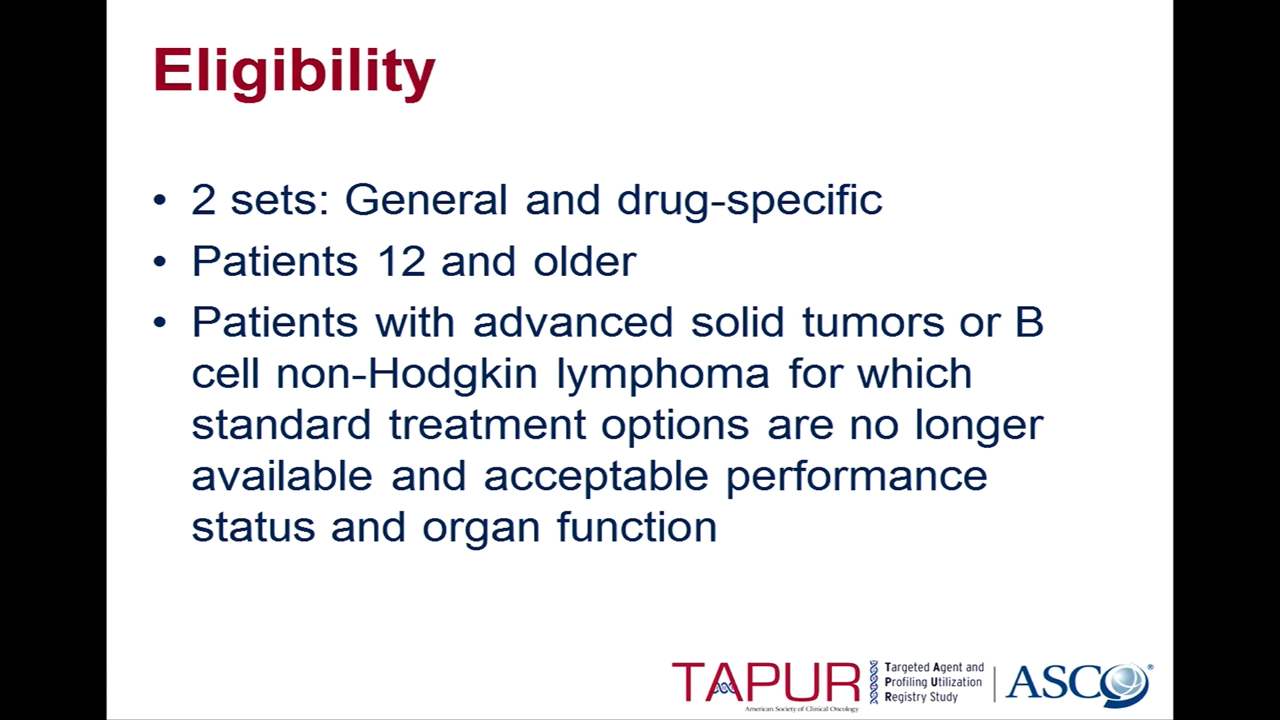 Eligibility
• 2 sets: General and drug-specific
• Patients 12 and older
• Patients with advanced solid tumors or B
cell non-Hodgkin lymphoma for which
standard treatment options are no longer
available and acceptable performance
status and organ function
TAPUR
American Society of Clinical Oncology
Targeted Agent and
Profiling Utilization
Registry Study
ASCO®